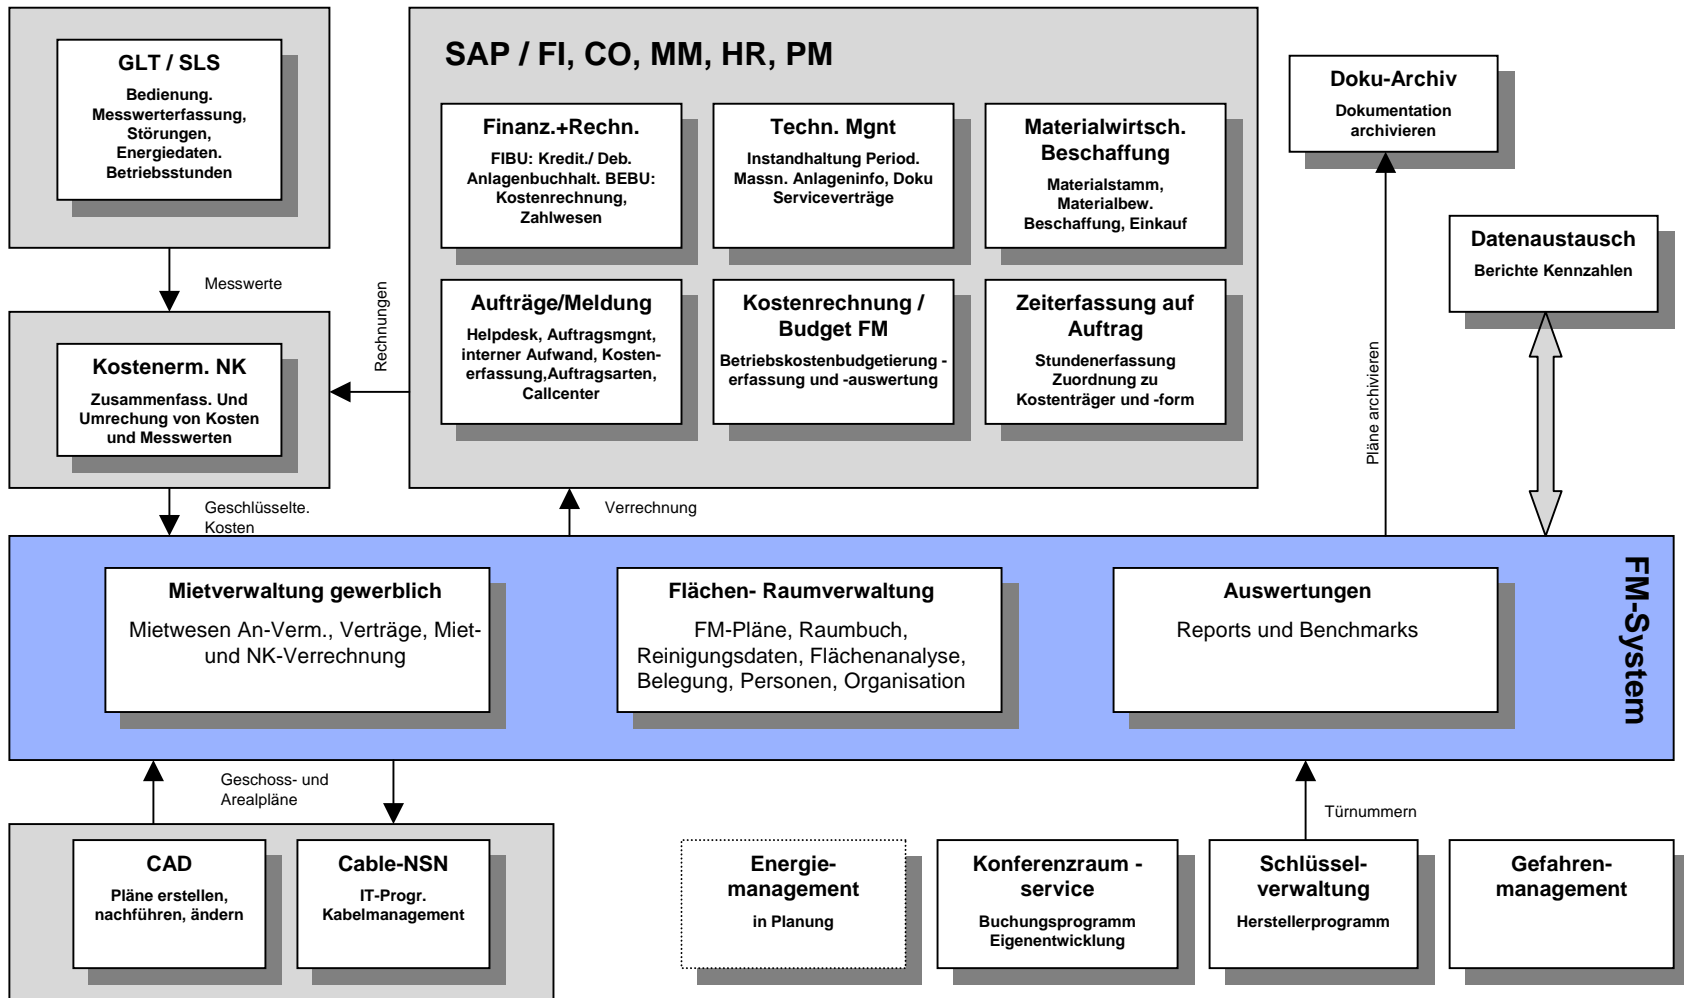 GLT / SLS
Bedienung.
Messwerterfassung,
Störungen,
Energiedaten.
Betriebsstunden
SAP / FI, CO, MM, HR, PM
Finanz.+Rechn.
FIBU: Kredit./ Deb.
Anlagenbuchhalt. BEBU:
Kostenrechnung,
Zahlwesen
Techn. Mgnt
Instandhaltung Period.
Massn. Anlageninfo, Doku
Serviceverträge
Materialwirtsch.
Beschaffung
Materialstamm,
Materialbew.
Beschaffung, Einkauf
Doku-Archiv
Dokumentation
archivieren
Datenaustausch
Berichte Kennzahlen
Messwerte
Rechnungen
Aufträge/Meldung
Helpdesk, Auftragsmgnt,
interner Aufwand, Kosten-
erfassung,Auftragsarten,
Callcenter
Kostenrechnung /
Budget FM
Betriebskostenbudgetierung -
erfassung und -auswertung
Zeiterfassung auf
Auftrag
Stundenerfassung
Zuordnung zu
Kostenträger und -form
Kostenerm. NK
Zusammenfass. Und
Umrechung von Kosten
und Messwerten
Pläne archivieren
Geschlüsselte.
Kosten
Verrechnung
FM-System
Mietverwaltung gewerblich
Mietwesen An-Verm., Verträge, Miet-
und NK-Verrechnung
Flächen- Raumverwaltung
FM-Pläne, Raumbuch,
Reinigungsdaten, Flächenanalyse,
Belegung, Personen, Organisation
Auswertungen
Reports und Benchmarks
Geschoss- und
Arealpläne
Türnummern
CAD
Pläne erstellen,
nachführen, ändern
Cable-NSN
IT-Progr.
Kabelmanagement
Energie-
management
in Planung
Konferenzraum -
service
Buchungsprogramm
Eigenentwicklung
Schlüssel-
verwaltung
Herstellerprogramm
Gefahren-
management